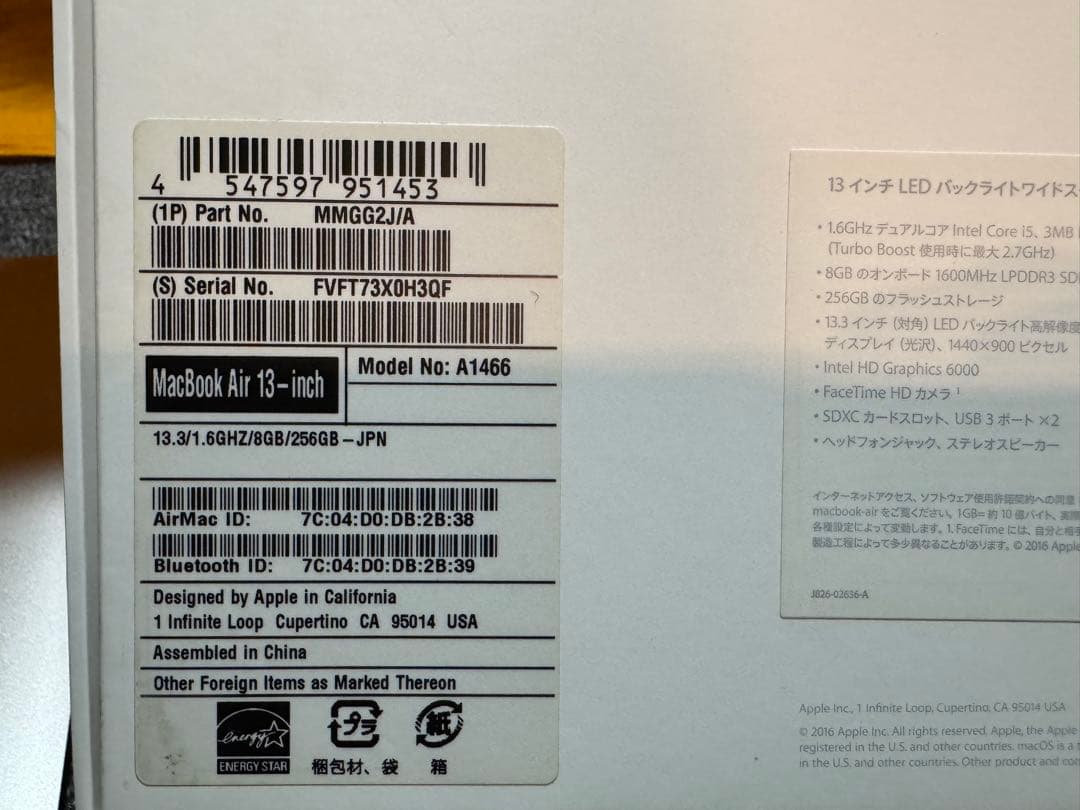 4 547597 951453
(1P) Part No. MMGG2J/A
(S) Serial No. FVFT73X0H3QF
MacBook Air 13-inch
Model No: A1466
13.3/1.6GHZ/8GB/256GB-JPN
AirMac ID: 7C:04:D0:DB:2B:38
Bluetooth ID: 7C:04:D0:DB:2B:39
Designed by Apple in California
1 Infinite Loop Cupertino CA 95014 USA
Assembled in China
Other Foreign Items as Marked Thereon
energy
ENERGY STAR
プラ
紙
梱包材、袋
箱
13 インチ LED バックライトワイドス
• 1.6GHz デュアルコア Intel Core i5、3MB
(Turbo Boost 使用時に最大 2.7GHz)
• 8GB のオンボード 1600MHz LPDDR3 SD
• 256GB のフラッシュストレージ
• 13.3 インチ (対角) LED バックライト高解像度
ディスプレイ (光沢)、1440×900 ピクセル
• Intel HD Graphics 6000
• FaceTime HD カメラ ¹
• SDXC カードスロット、USB 3 ポート ×2
• ヘッドフォンジャック、ステレオスピーカー
インターネットアクセス、ソフトウェア使用許諾契約への同意
macbook-air をご覧ください。1GB=約 10 億バイト、実際
各種設定によって変動します。1. FaceTime には、自分と相手
製造工程によって多少異なることがあります。© 2016 Apple
J826-02636-A
Apple Inc., 1 Infinite Loop, Cupertino, CA 95014 USA
© 2016 Apple Inc. All rights reserved. Apple, the Apple
registered in the U.S. and other countries. macOS is a
in the U.S. and other countries. Other product and